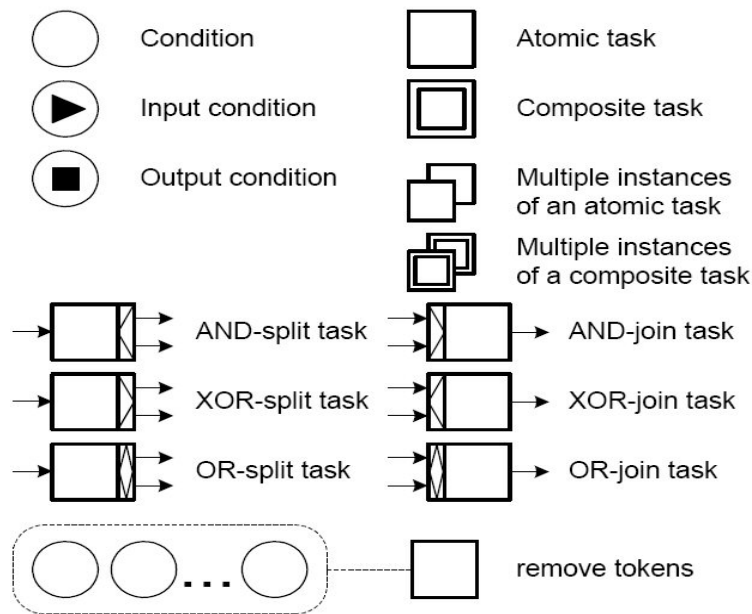 Condition
Atomic task
Input condition
Composite task
Output condition
Multiple instances
of an atomic task
Multiple instances
of a composite task
AND-split task
AND-join task
XOR-split task
XOR-join task
OR-split task
OR-join task
...
remove tokens